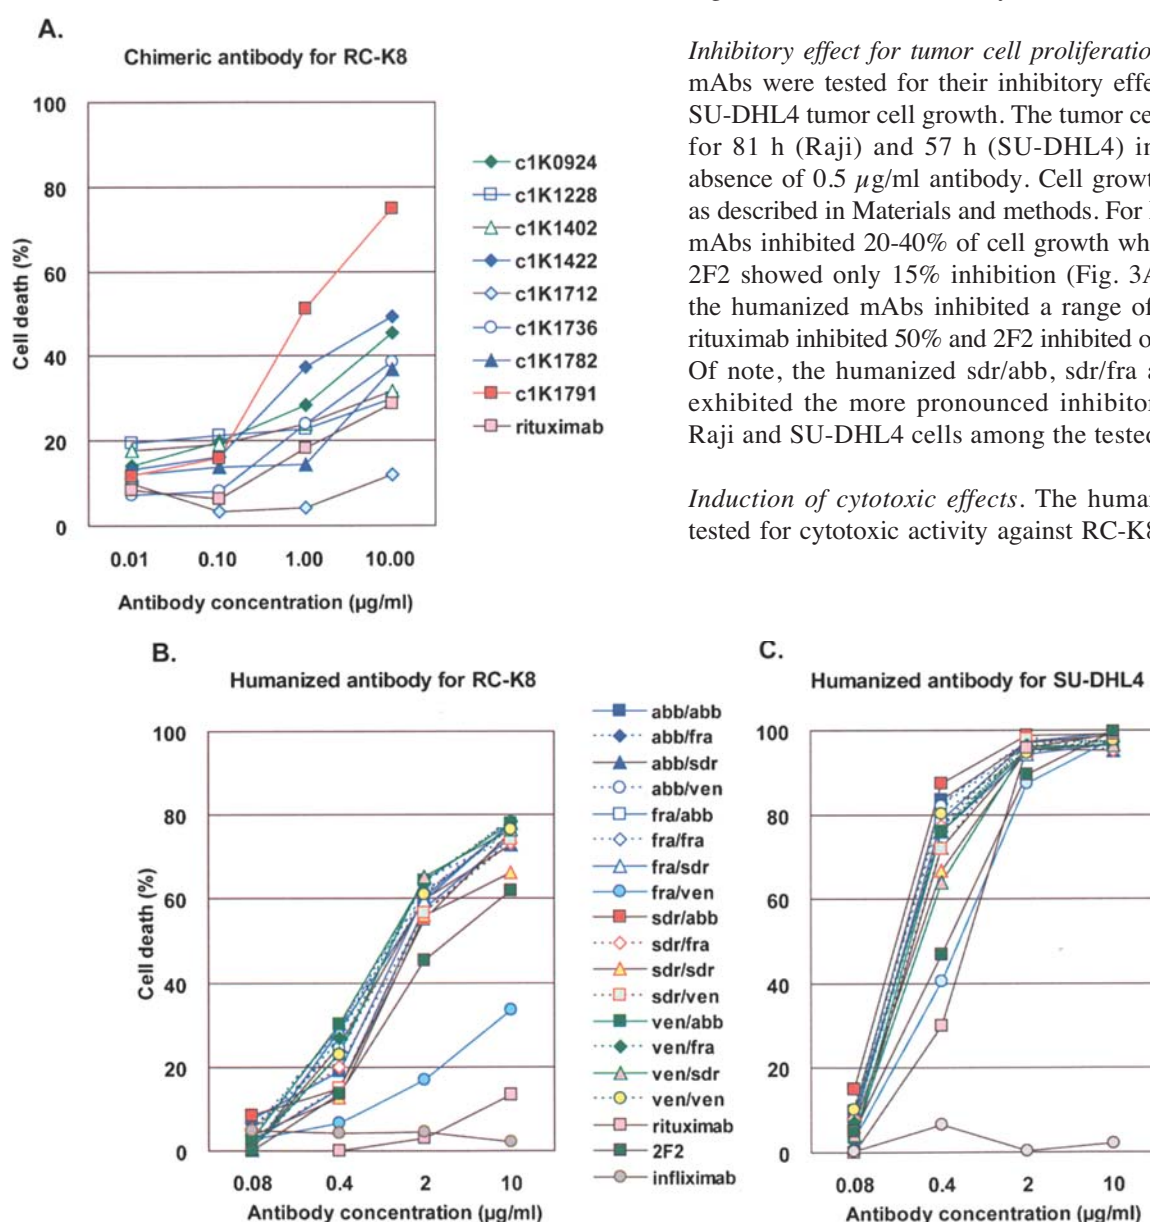 A.
Chimeric antibody for RC-K8
100
80
60
40
20
0
Cell death (%)
0.01 0.10 1.00 10.00
Antibody concentration (µg/ml)
c1K0924
c1K1228
c1K1402
c1K1422
c1K1712
c1K1736
c1K1782
c1K1791
rituximab
Inhibitory effect for tumor cell proliferatio
mAbs were tested for their inhibitory effe
SU-DHL4 tumor cell growth. The tumor ce
for 81 h (Raji) and 57 h (SU-DHL4) in
absence of 0.5 µg/ml antibody. Cell growt
as described in Materials and methods. For
mAbs inhibited 20-40% of cell growth wh
2F2 showed only 15% inhibition (Fig. 3A
the humanized mAbs inhibited a range of
rituximab inhibited 50% and 2F2 inhibited o
Of note, the humanized sdr/abb, sdr/fra a
exhibited the more pronounced inhibitor
Raji and SU-DHL4 cells among the tested
Induction of cytotoxic effects. The human
tested for cytotoxic activity against RC-K8
B.
Humanized antibody for RC-K8
100
80
60
40
20
0
Cell death (%)
0.08 0.4 2 10
Antibody concentration (µg/ml)
abb/abb
abb/fra
abb/sdr
abb/ven
fra/abb
fra/fra
fra/sdr
fra/ven
sdr/abb
sdr/fra
sdr/sdr
sdr/ven
ven/abb
ven/fra
ven/sdr
ven/ven
rituximab
2F2
infliximab
C.
Humanized antibody for SU-DHL4
100
80
60
40
20
0
0.08 0.4 2 10
Antibody concentration (µg/ml)